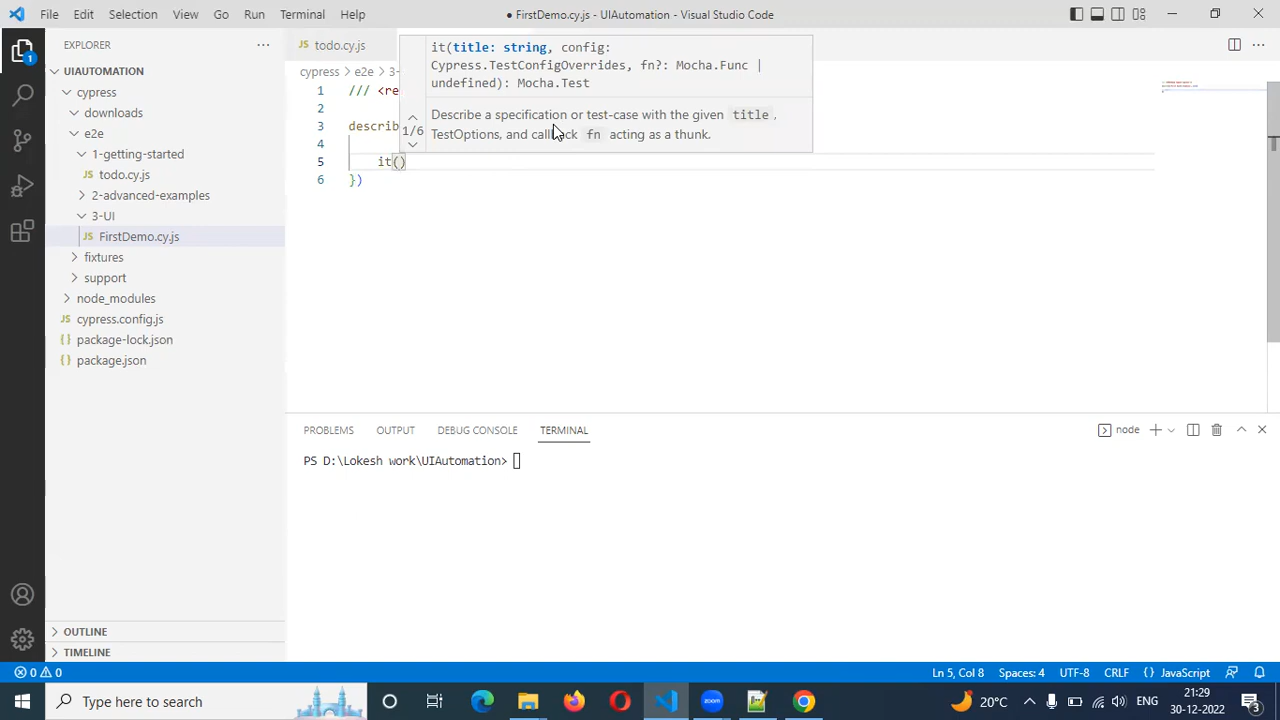 File Edit Selection View Go Run Terminal Help
● FirstDemo.cy.js - UIAutomation - Visual Studio Code
EXPLORER
UIAUTOMATION
cypress
downloads
e2e
1-getting-started
JS todo.cy.js
2-advanced-examples
3-UI
JS FirstDemo.cy.js
fixtures
support
node_modules
JS cypress.config.js
{} package-lock.json
{} package.json
OUTLINE
TIMELINE
1
todo.cy.js
cypress > e2e > 3-
1 /// <re
2
3 describ
4
5 it()
6 })
it(title: string, config:
Cypress.TestConfigOverrides, fn?: Mocha.Func |
undefined): Mocha.Test
1/6
Describe a specification or test-case with the given title,
TestOptions, and callback fn acting as a thunk.
PROBLEMS OUTPUT DEBUG CONSOLE TERMINAL
node
PS D:\Lokesh work\UIAutomation>
0 0
Ln 5, Col 8 Spaces: 4 UTF-8 CRLF {} JavaScript
Type here to search
20°C
ENG
21:29
30-12-2022
3